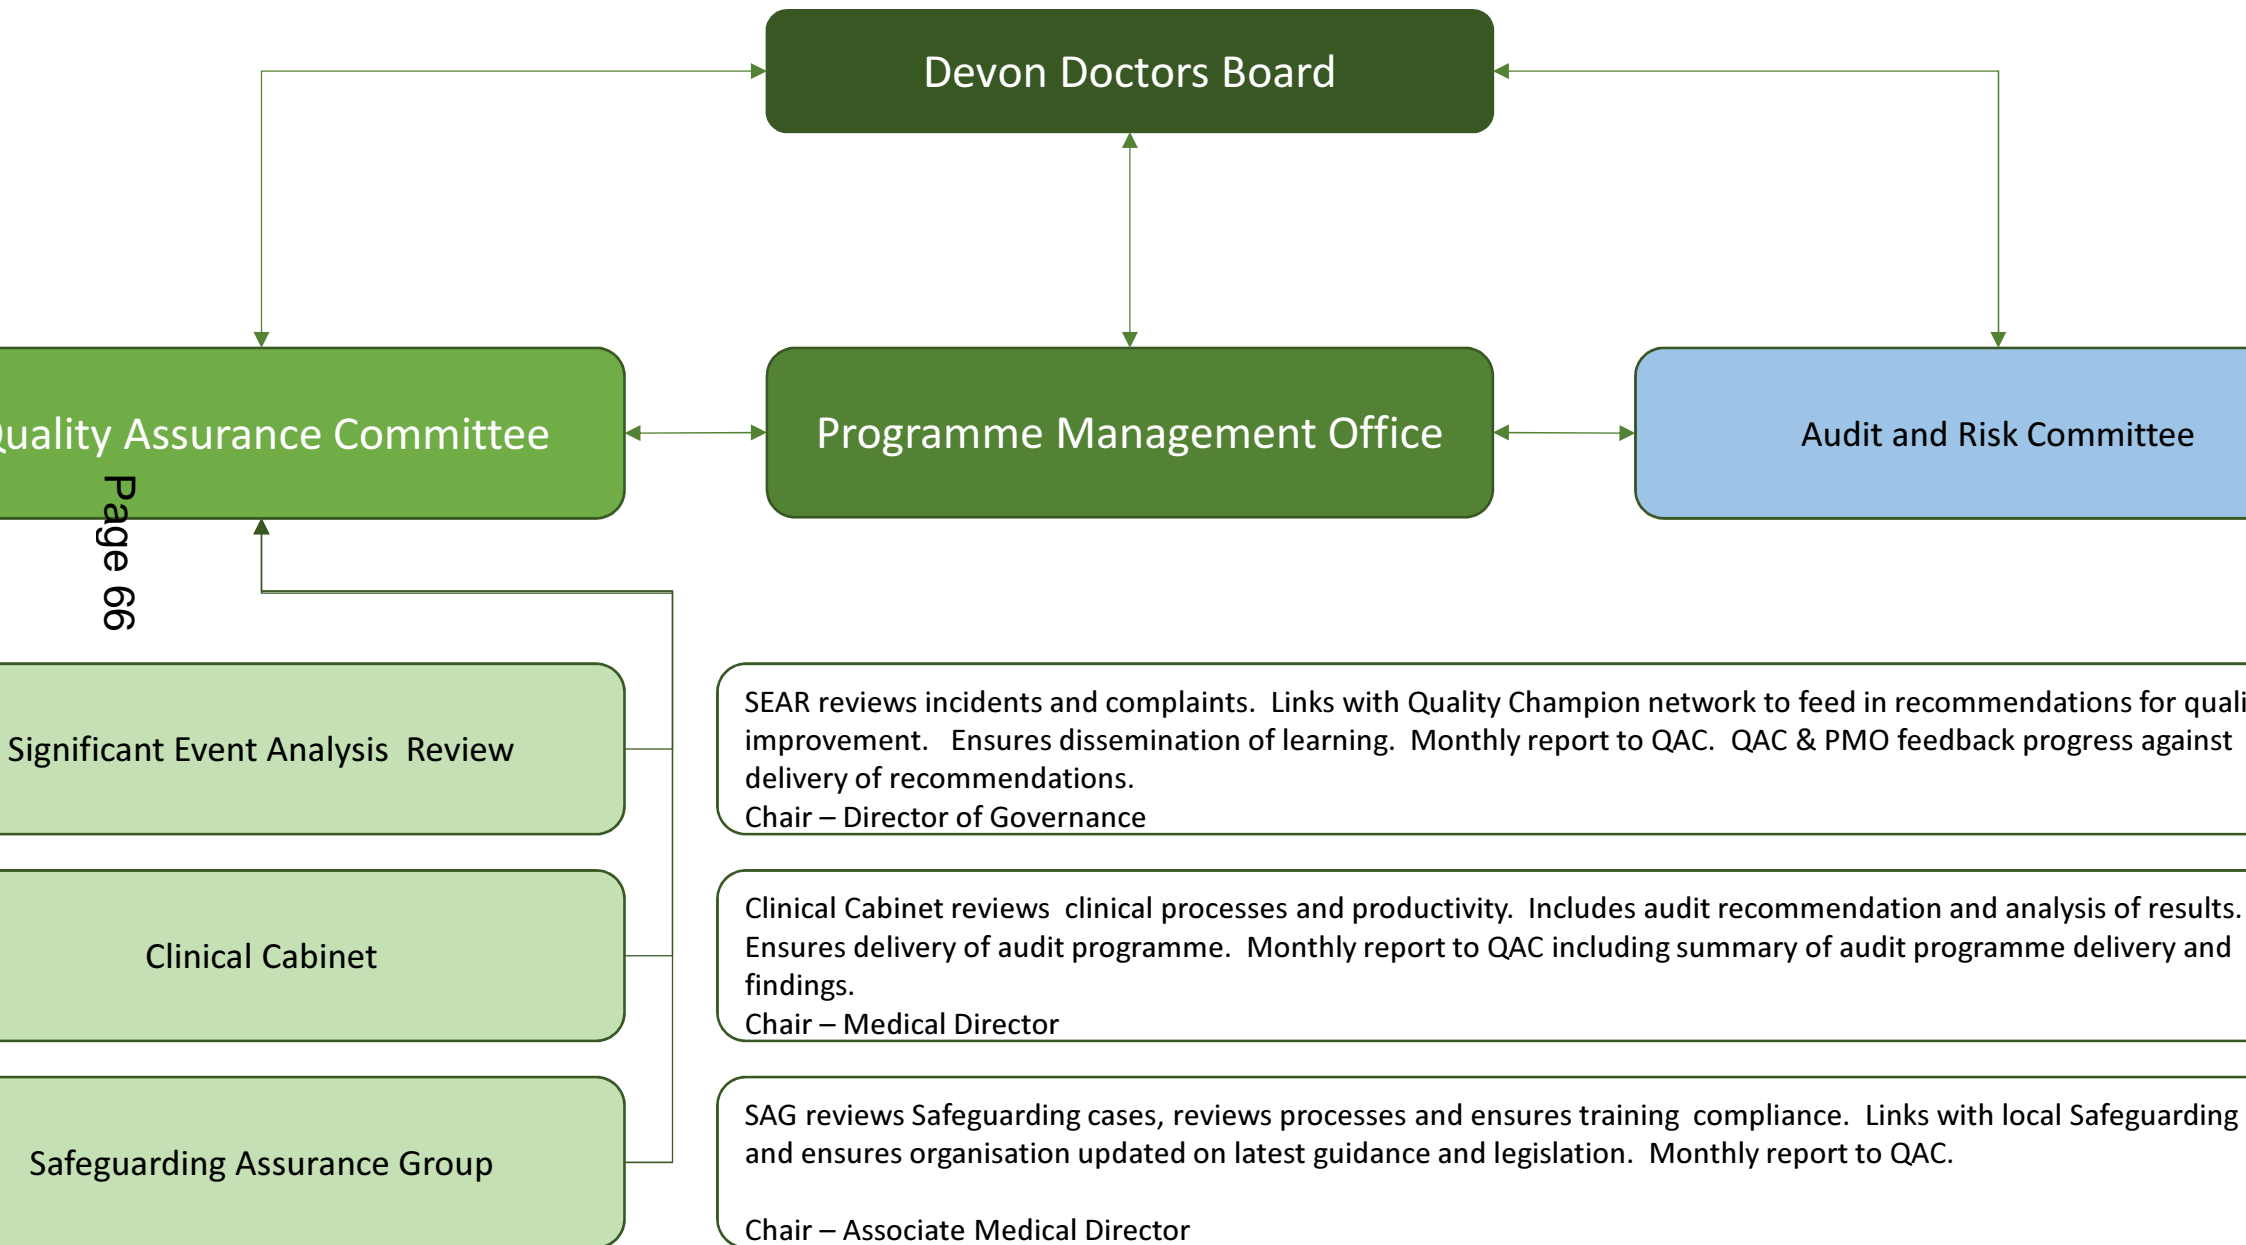 Devon Doctors Board
Quality Assurance Committee
Programme Management Office
Audit and Risk Committee
Page 66
Significant Event Analysis Review
SEAR reviews incidents and complaints. Links with Quality Champion network to feed in recommendations for
improvement. Ensures dissemination of learning. Monthly report to QAC. QAC & PMO feedback progress against
delivery of recommendations.
Chair – Director of Governance
Clinical Cabinet
Clinical Cabinet reviews clinical processes and productivity. Includes audit recommendation and analysis of results.
Ensures delivery of audit programme. Monthly report to QAC including summary of audit programme delivery and
findings.
Chair – Medical Director
Safeguarding Assurance Group
SAG reviews Safeguarding cases, reviews processes and ensures training compliance. Links with local Safeguarding
and ensures organisation updated on latest guidance and legislation. Monthly report to QAC.
Chair – Associate Medical Director